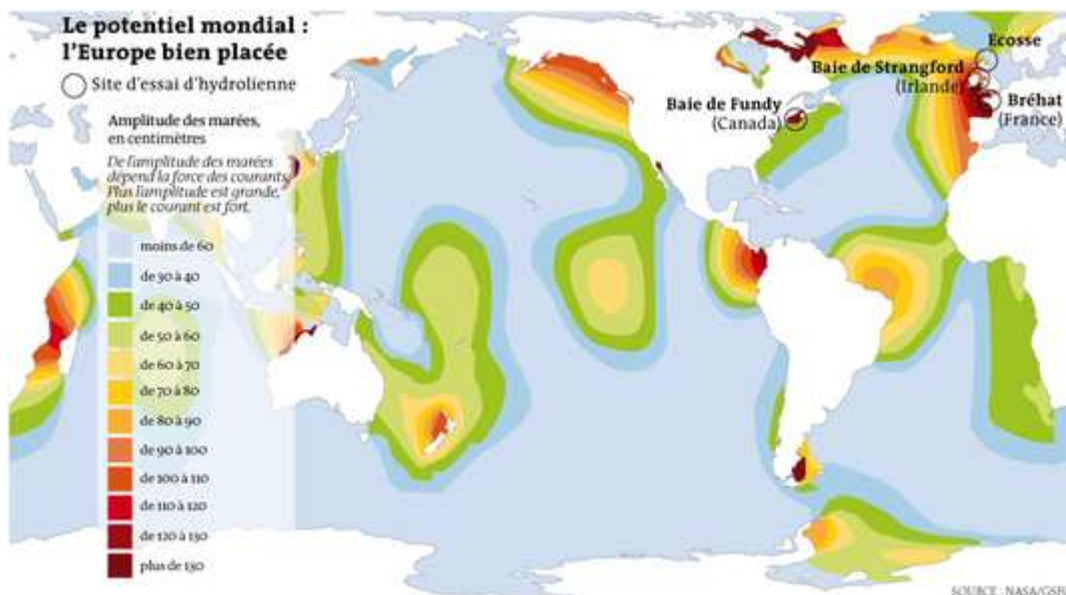 Le potentiel mondial :
l'Europe bien placée
Site d'essai d'hydrolienne
Amplitude des marées,
en centimètres
De l'amplitude des marées
dépend la force des courants.
Plus l'amplitude est grande,
plus le courant est fort.
moins de 60
de 30 à 40
de 40 à 50
de 50 à 60
de 60 à 70
de 70 à 80
de 80 à 90
de 90 à 100
de 100 à 110
de 110 à 120
de 120 à 130
plus de 130
Baie de Fundy
(Canada)
Ecosse
Baie de Strangford
(Irlande)
Bréhat
(France)
SOURCE : NASA/GSFC